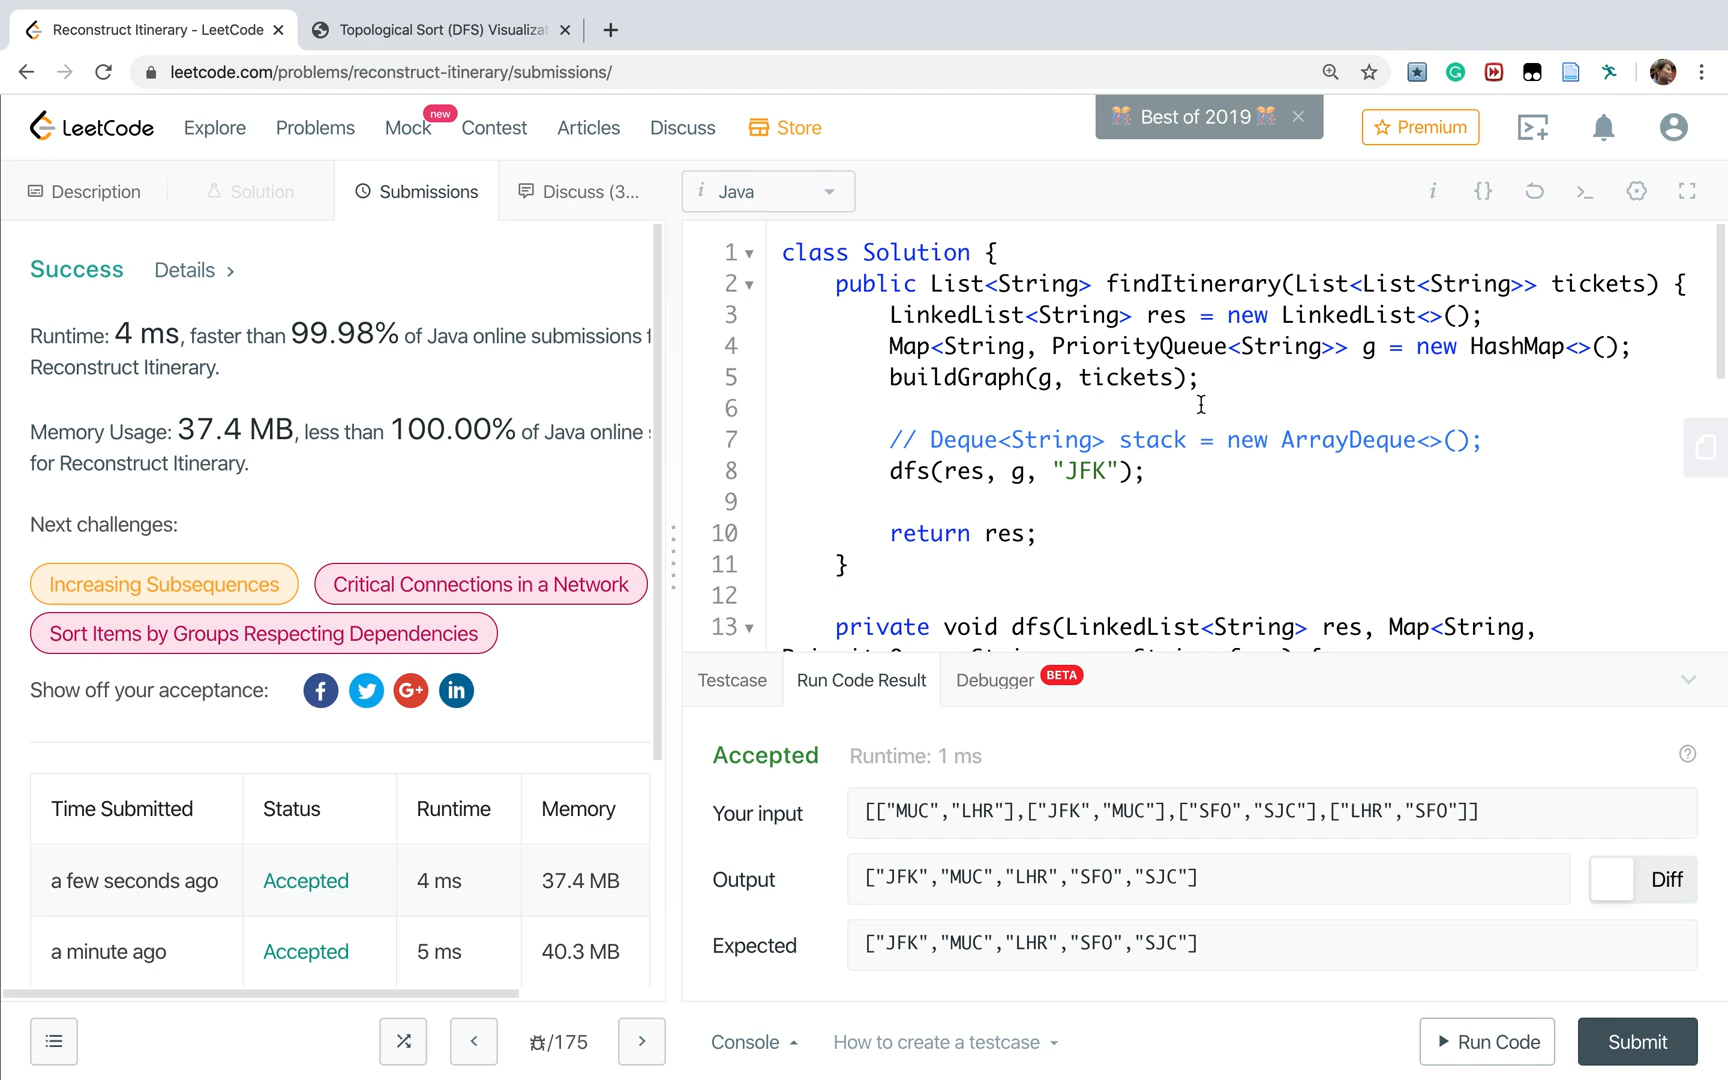 Reconstruct Itinerary - LeetCode
Topological Sort (DFS) Visualizat
leetcode.com/problems/reconstruct-itinerary/submissions/
LeetCode
Explore
Problems
Mock
new
Contest
Articles
Discuss
Store
Best of 2019
Premium
Description
Solution
Submissions
Discuss (3...
i Java
Success
Details >
Runtime: 4 ms, faster than 99.98% of Java online submissions f
Reconstruct Itinerary.
Memory Usage: 37.4 MB, less than 100.00% of Java online s
for Reconstruct Itinerary.
Next challenges:
Increasing Subsequences
Critical Connections in a Network
Sort Items by Groups Respecting Dependencies
Show off your acceptance:
Time Submitted Status Runtime Memory
a few seconds ago Accepted 4 ms 37.4 MB
a minute ago Accepted 5 ms 40.3 MB
/175
1 class Solution {
2 public List<String> findItinerary(List<List<String>> tickets) {
3 LinkedList<String> res = new LinkedList<>();
4 Map<String, PriorityQueue<String>> g = new HashMap<>();
5 buildGraph(g, tickets);
6
7 // Deque<String> stack = new ArrayDeque<>();
8 dfs(res, g, "JFK");
9
10 return res;
11 }
12
13 private void dfs(LinkedList<String> res, Map<String,
Testcase
Run Code Result
Debugger BETA
Accepted Runtime: 1 ms
Your input [["MUC","LHR"],["JFK","MUC"],["SFO","SJC"],["LHR","SFO"]]
Output ["JFK","MUC","LHR","SFO","SJC"]
Diff
Expected ["JFK","MUC","LHR","SFO","SJC"]
Console
How to create a testcase
Run Code
Submit